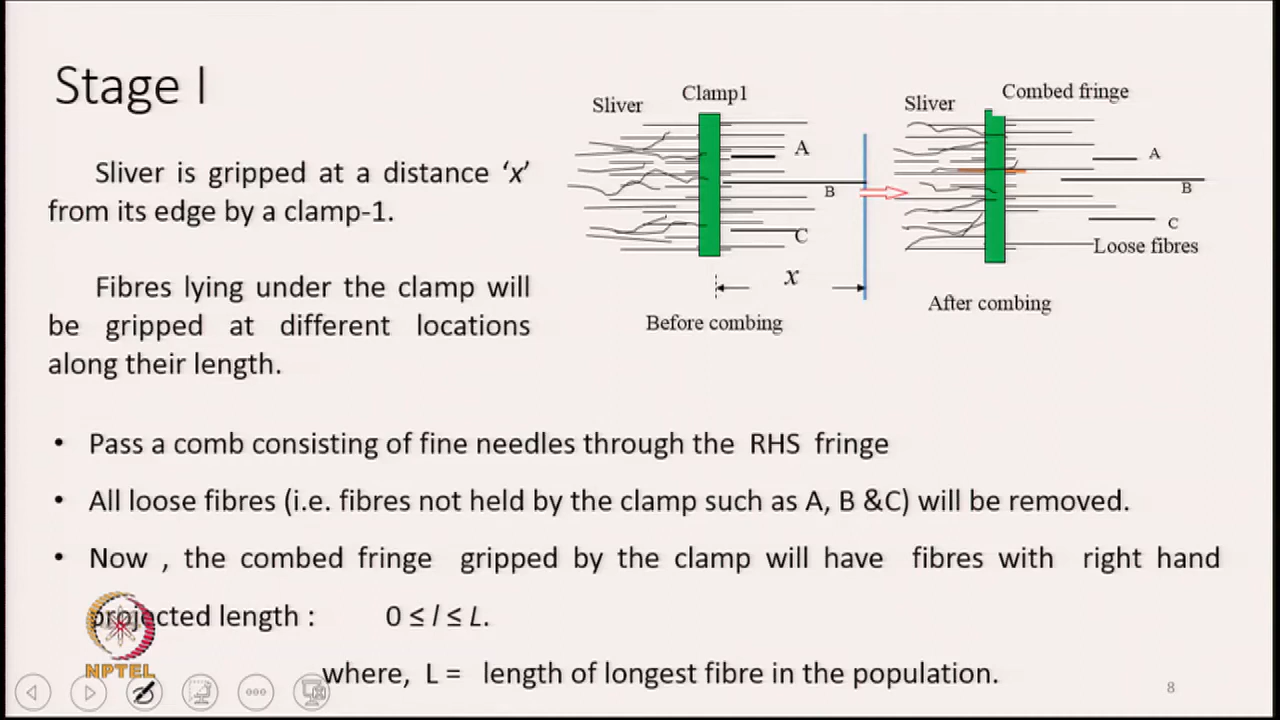 Stage I
Sliver is gripped at a distance ‘x’
from its edge by a clamp-1.
Fibres lying under the clamp will
be gripped at different locations
along their length.
Sliver
Clamp1
A
B
C
x
Before combing
Sliver
Combed fringe
A
B
C
Loose fibres
After combing
• Pass a comb consisting of fine needles through the RHS fringe
• All loose fibres (i.e. fibres not held by the clamp such as A, B &C) will be removed.
• Now , the combed fringe gripped by the clamp will have fibres with right hand
projected length : 0 ≤ l ≤ L.
where, L = length of longest fibre in the population.
NPTEL
8